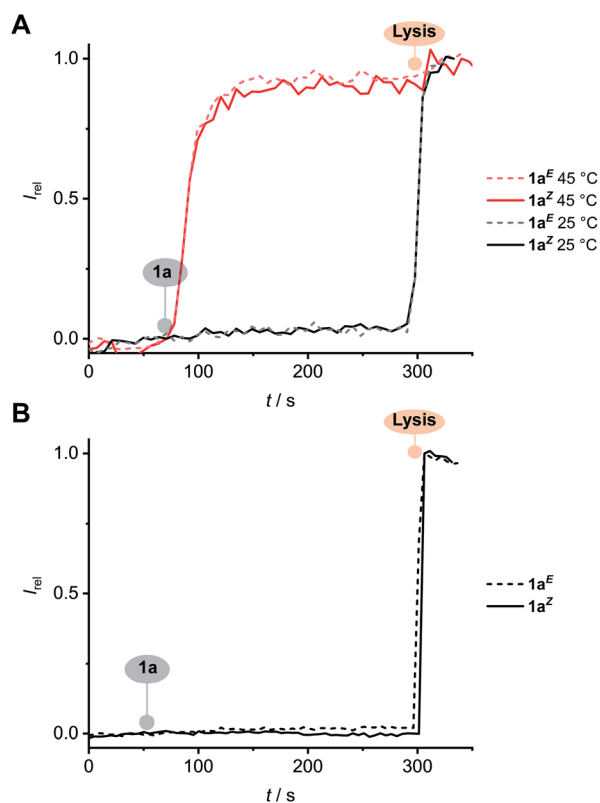 A
Lysis
1.0
0.5
0.0
I_rel
1a
1a^E 45 °C
1a^Z 45 °C
1a^E 25 °C
1a^Z 25 °C
0 100 200 300
t / s
B
Lysis
1.0
0.5
0.0
I_rel
1a
1a^E
1a^Z
0 100 200 300
t / s